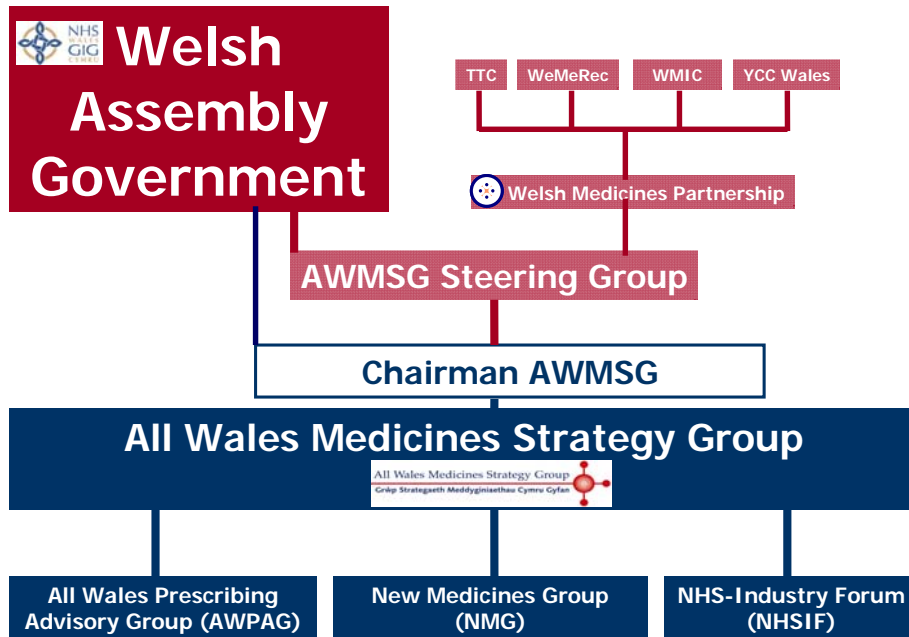 NHS
WALES
GIG
CYMRU
Welsh
Assembly
Government
TTC
WeMeRec
WMIC
YCC Wales
Welsh Medicines Partnership
AWMSG Steering Group
Chairman AWMSG
All Wales Medicines Strategy Group
All Wales Medicines Strategy Group
Grŵp Strategaeth Meddyginiaethau Cymru Gyfan
All Wales Prescribing
Advisory Group (AWPAG)
New Medicines Group
(NMG)
NHS-Industry Forum
(NHSIF)